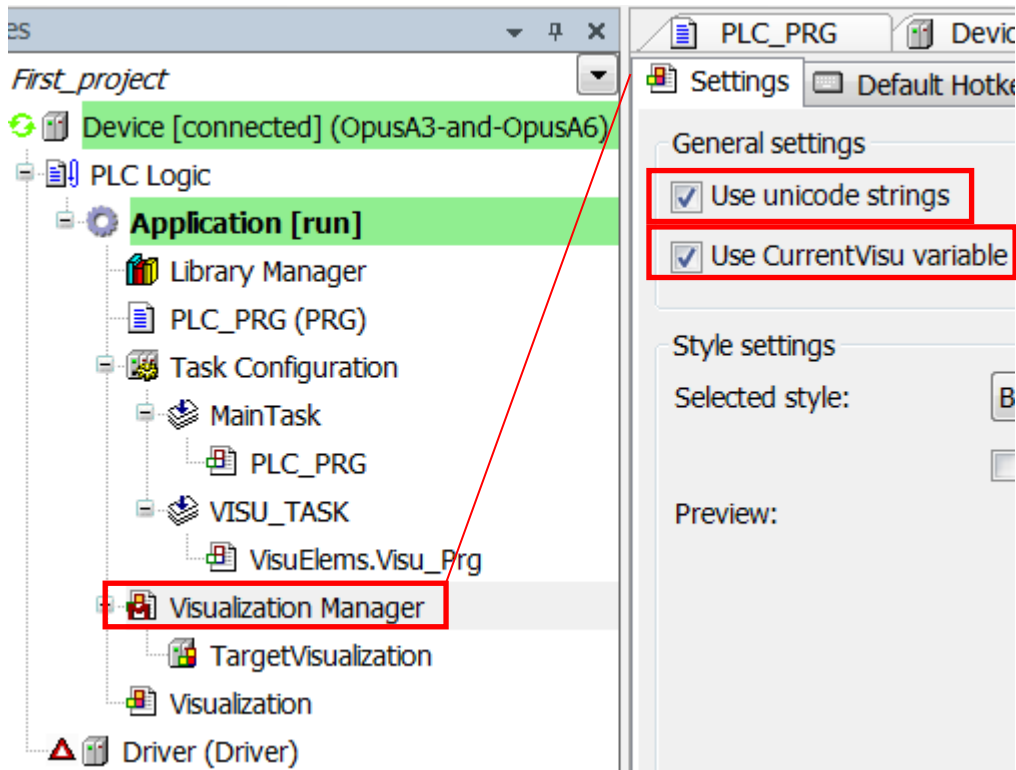 es
First_project
Device [connected] (OpusA3-and-OpusA6)
PLC Logic
Application [run]
Library Manager
PLC_PRG (PRG)
Task Configuration
MainTask
PLC_PRG
VISU_TASK
VisuElems.Visu_Prg
Visualization Manager
TargetVisualization
Visualization
Driver (Driver)
PLC_PRG Devic
Settings Default Hotke
General settings
Use unicode strings
Use CurrentVisu variable
Style settings
Selected style: B
Preview: